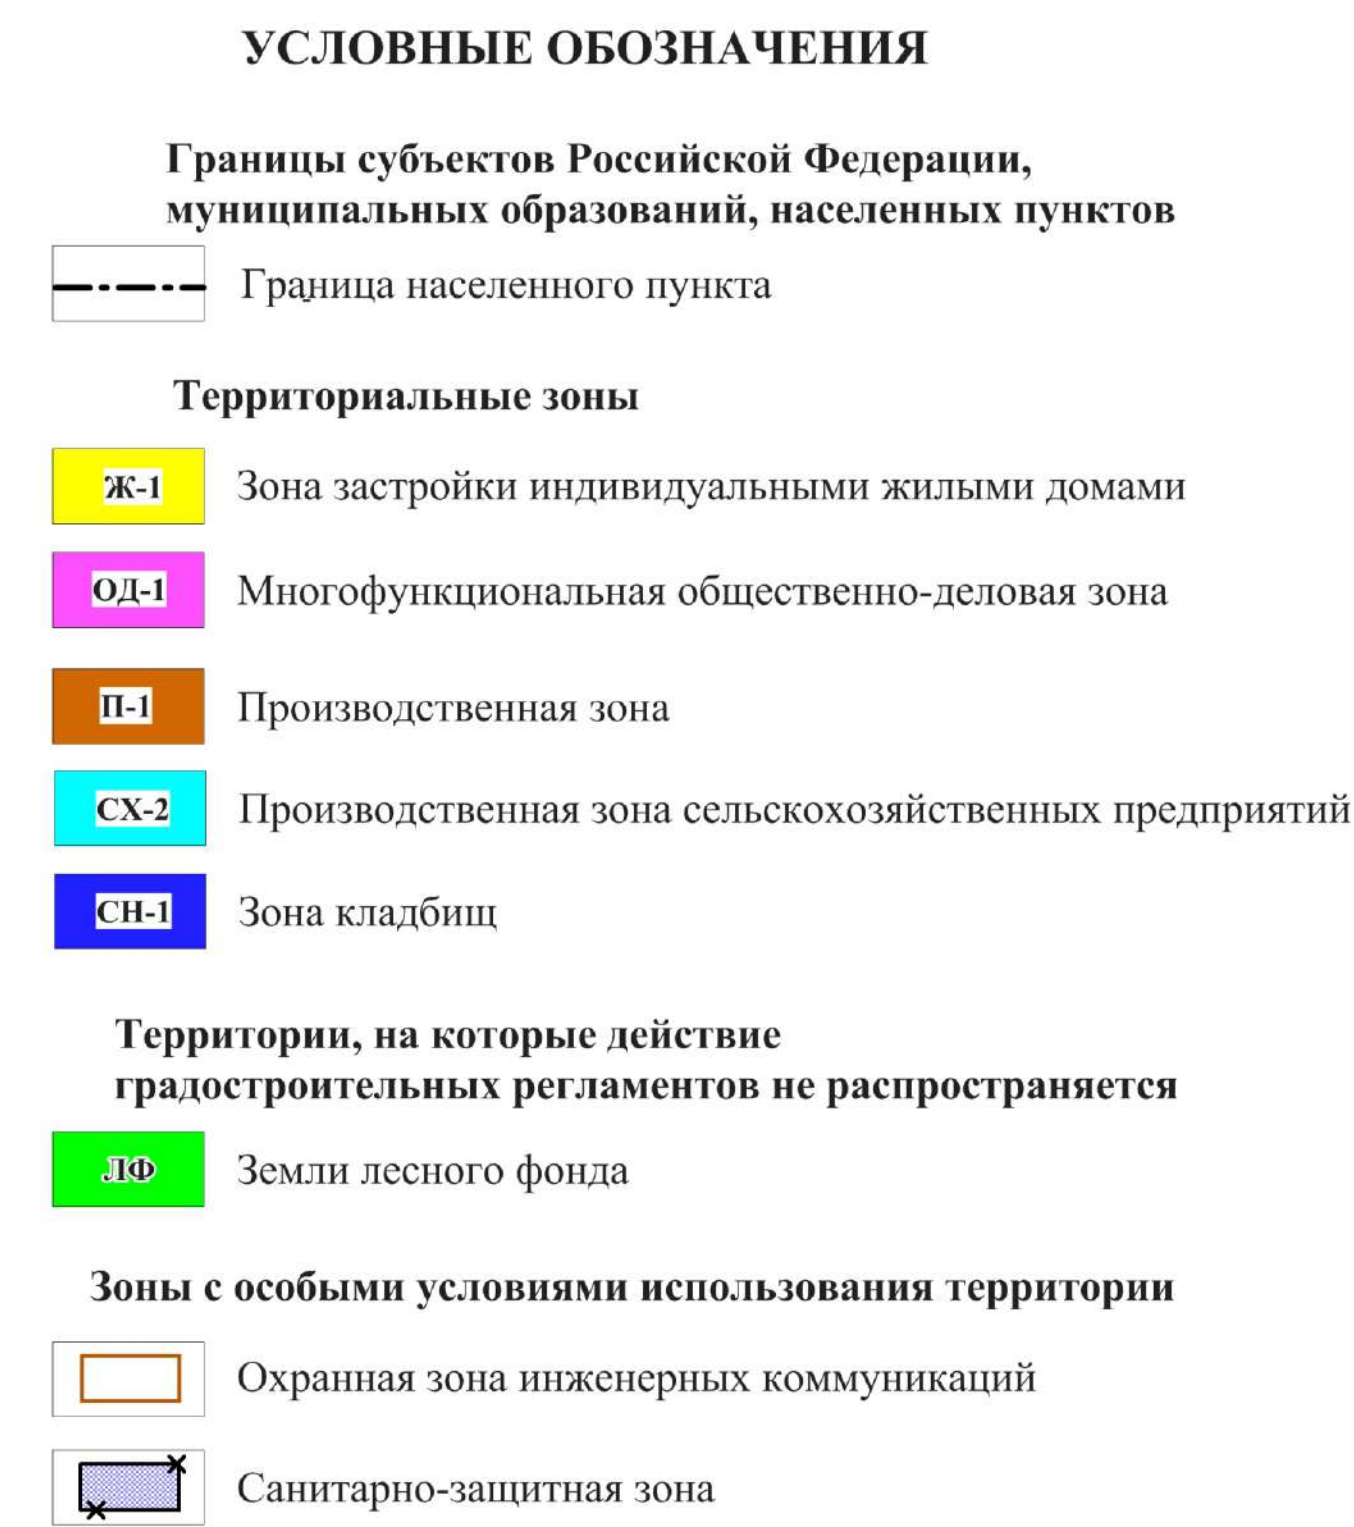 УСЛОВНЫЕ ОБОЗНАЧЕНИЯ
Границы субъектов Российской Федерации,
муниципальных образований, населенных пунктов
Граница населенного пункта
Территориальные зоны
Ж-1 Зона застройки индивидуальными жилыми домами
ОД-1 Многофункциональная общественно-деловая зона
П-1 Производственная зона
СХ-2 Производственная зона сельскохозяйственных предприятий
СН-1 Зона кладбищ
Территории, на которые действие
градостроительных регламентов не распространяется
ЛФ Земли лесного фонда
Зоны с особыми условиями использования территории
Охранная зона инженерных коммуникаций
Санитарно-защитная зона